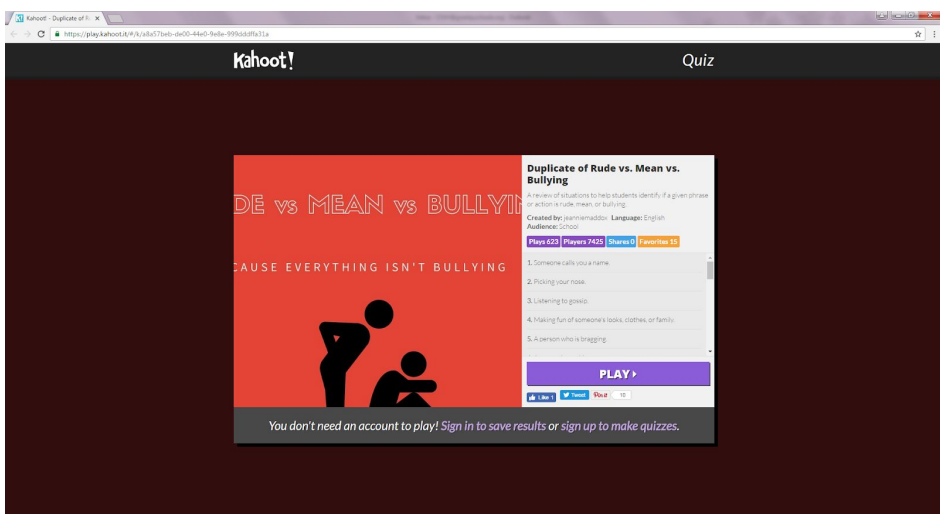 Kahoot! - Duplicate of R
https://play.kahoot.it/#/k/a8a57beb-de00-44e0-9e8e-999dddffa31a
Kahoot!
Quiz
DE vs MEAN vs BULLYIN
CAUSE EVERYTHING ISN'T BULLYING
Duplicate of Rude vs. Mean vs.
Bullying
A review of situations to help students identify if a given phrase
or action is rude, mean, or bullying.
Created by: jeanniemaddox Language: English
Audience: School
Plays 623 Players 7425 Shares 0 Favorites 15
1. Someone calls you a name.
2. Picking your nose.
3. Listening to gossip.
4. Making fun of someone's looks, clothes, or family.
5. A person who is bragging.
PLAY
Like 1 Tweet Pin it 18
You don't need an account to play! Sign in to save results or sign up to make quizzes.